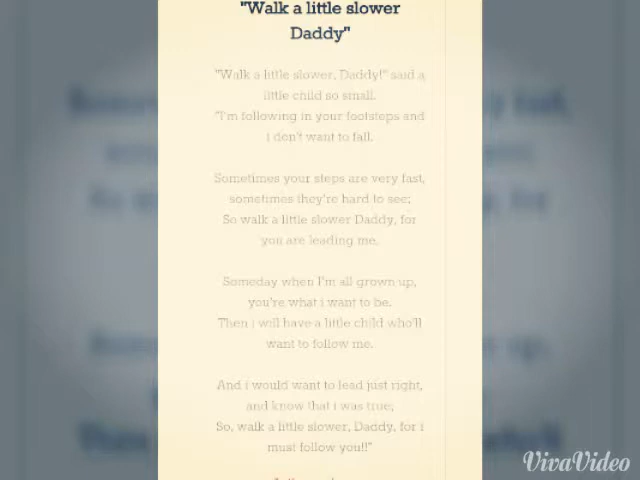 "Walk a little slower
Daddy"
"Walk a little slower, Daddy!" said a
little child so small.
"I'm following in your footsteps and
i don't want to fall.
Sometimes your steps are very fast,
sometimes they're hard to see;
So walk a little slower Daddy, for
you are leading me.
Someday when I'm all grown up,
you're what i want to be.
Then i will have a little child who'll
want to follow me.
And i would want to lead just right,
and know that i was true;
So, walk a little slower, Daddy, for i
must follow you!!"
VivaVideo